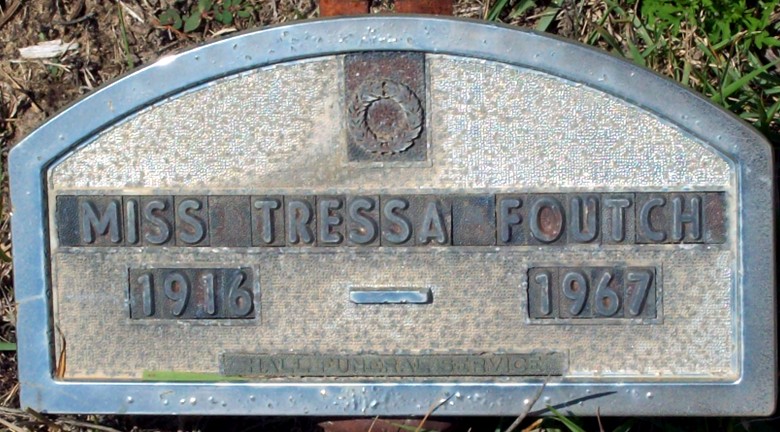 MISS TRESSA FOUTCH
1916 — 1967
HALL FUNERAL SERVICE